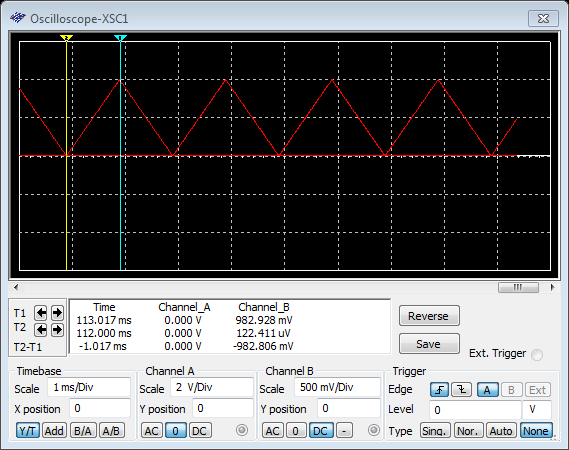 Oscilloscope-XSC1
2 1
Time Channel_A Channel_B
T1 113.017 ms 0.000 V 982.928 mV
T2 112.000 ms 0.000 V 122.411 uV
T2-T1 -1.017 ms -982.806 mV
Reverse
Save
Ext. Trigger
Timebase
Scale 1 ms/Div
X position 0
Y/T Add B/A A/B
Channel A
Scale 2 V/Div
Y position 0
AC 0 DC
Channel B
Scale 500 mV/Div
Y position 0
AC 0 DC -
Trigger
Edge A B Ext
Level 0 V
Type Sing. Nor. Auto None